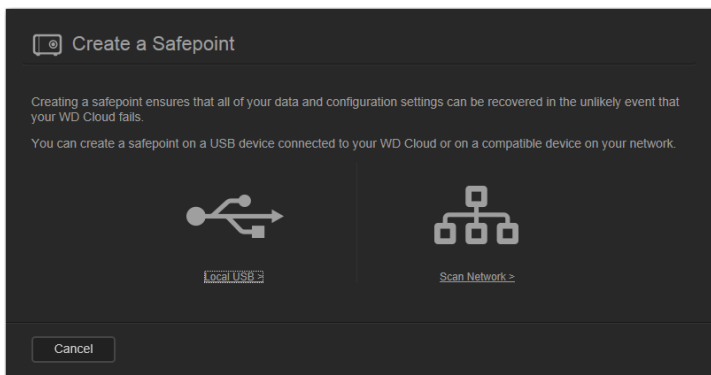 Create a Safepoint
Creating a safepoint ensures that all of your data and configuration settings can be recovered in the unlikely event that
your WD Cloud fails.
You can create a safepoint on a USB device connected to your WD Cloud or on a compatible device on your network.
Local USB >
Scan Network >
Cancel